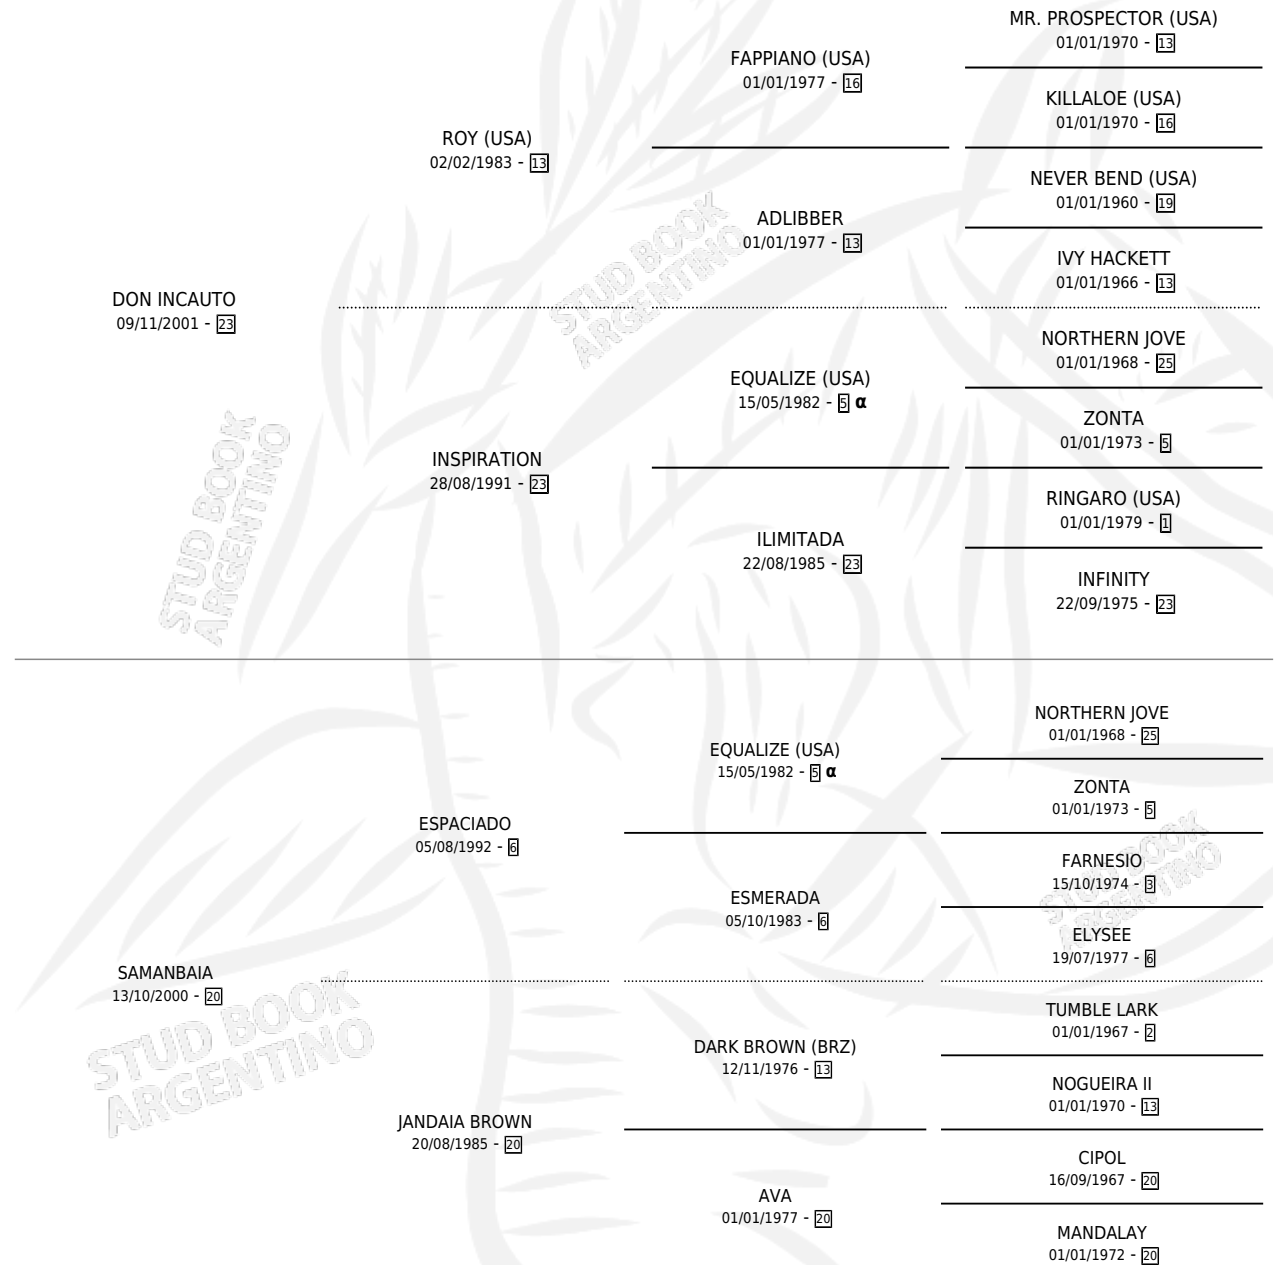 MR. PROSPECTOR (USA)
01/01/1970 - 13
FAPPIANO (USA)
01/01/1977 - 16
KILLALOE (USA)
01/01/1970 - 16
ROY (USA)
02/02/1983 - 13
NEVER BEND (USA)
01/01/1960 - 19
ADLIBBER
01/01/1977 - 13
IVY HACKETT
01/01/1966 - 13
DON INCAUTO
09/11/2001 - 23
NORTHERN JOVE
01/01/1968 - 25
EQUALIZE (USA)
15/05/1982 - 5 α
ZONTA
01/01/1973 - 5
INSPIRATION
28/08/1991 - 23
RINGARO (USA)
01/01/1979 - 1
ILIMITADA
22/08/1985 - 23
INFINITY
22/09/1975 - 23
NORTHERN JOVE
01/01/1968 - 25
EQUALIZE (USA)
15/05/1982 - 5 α
ZONTA
01/01/1973 - 5
ESPACIADO
05/08/1992 - 6
FARNESIO
15/10/1974 - 3
ESMERADA
05/10/1983 - 6
ELYSEE
19/07/1977 - 6
SAMANBAIA
13/10/2000 - 20
TUMBLE LARK
01/01/1967 - 2
DARK BROWN (BRZ)
12/11/1976 - 13
NOGUEIRA II
01/01/1970 - 13
JANDAIA BROWN
20/08/1985 - 20
CIPOL
16/09/1967 - 20
AVA
01/01/1977 - 20
MANDALAY
01/01/1972 - 20
STUD BOOK
ARGENTINO
STUD BOOK
ARGENTINO
STUD BOOK
ARGENTINO
STUD BOOK
ARGENTINO